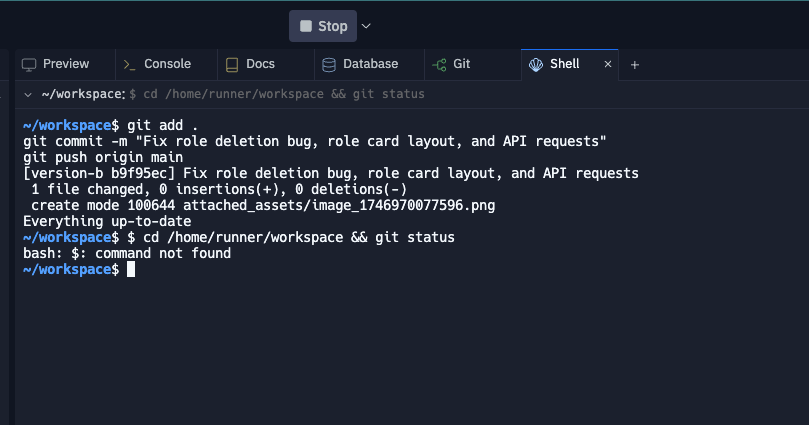 Stop
Preview
Console
Docs
Database
Git
Shell
~/workspace: $ cd /home/runner/workspace && git status
~/workspace$ git add .
git commit -m "Fix role deletion bug, role card layout, and API requests"
git push origin main
[version-b b9f95ec] Fix role deletion bug, role card layout, and API requests
 1 file changed, 0 insertions(+), 0 deletions(-)
 create mode 100644 attached_assets/image_1746970077596.png
Everything up-to-date
~/workspace$ $ cd /home/runner/workspace && git status
bash: $: command not found
~/workspace$